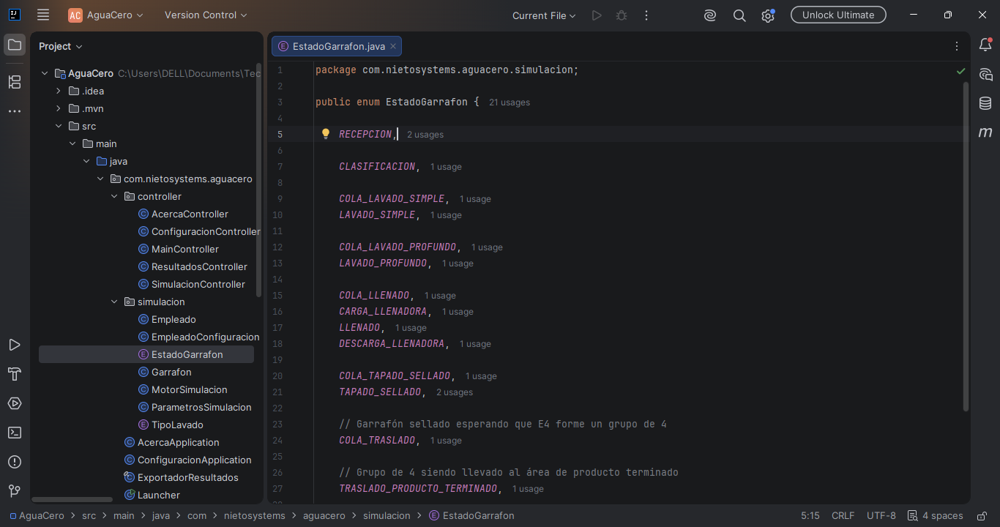 AC AguaCero Version Control Current File Unlock Ultimate
Project
EstadoGarrafon.java
AguaCero C:\Users\DELL\Documents\Tec
.idea
.mvn
src
main
java
com.nietosystems.aguacero
controller
AcercaController
ConfiguracionController
MainController
ResultadosController
SimulacionController
simulacion
Empleado
EmpleadoConfiguracion
EstadoGarrafon
Garrafon
MotorSimulacion
ParametrosSimulacion
TipoLavado
AcercaApplication
ConfiguracionApplication
ExportadorResultados
Launcher
1 package com.nietosystems.aguacero.simulacion;
2
3 public enum EstadoGarrafon { 21 usages
4
5 RECEPCION, 2 usages
6
7 CLASIFICACION, 1 usage
8
9 COLA_LAVADO_SIMPLE, 1 usage
10 LAVADO_SIMPLE, 1 usage
11
12 COLA_LAVADO_PROFUNDO, 1 usage
13 LAVADO_PROFUNDO, 1 usage
14
15 COLA_LLENADO, 1 usage
16 CARGA_LLENADORA, 1 usage
17 LLENADO, 1 usage
18 DESCARGA_LLENADORA, 1 usage
19
20 COLA_TAPADO_SELLADO, 1 usage
21 TAPADO_SELLADO, 2 usages
22
23 // Garrafón sellado esperando que E4 forme un grupo de 4
24 COLA_TRASLADO, 1 usage
25
26 // Grupo de 4 siendo llevado al área de producto terminado
27 TRASLADO_PRODUCTO_TERMINADO, 1 usage
AguaCero > src > main > java > com > nietosystems > aguacero > simulacion > EstadoGarrafon 5:15 CRLF UTF-8 4 spaces